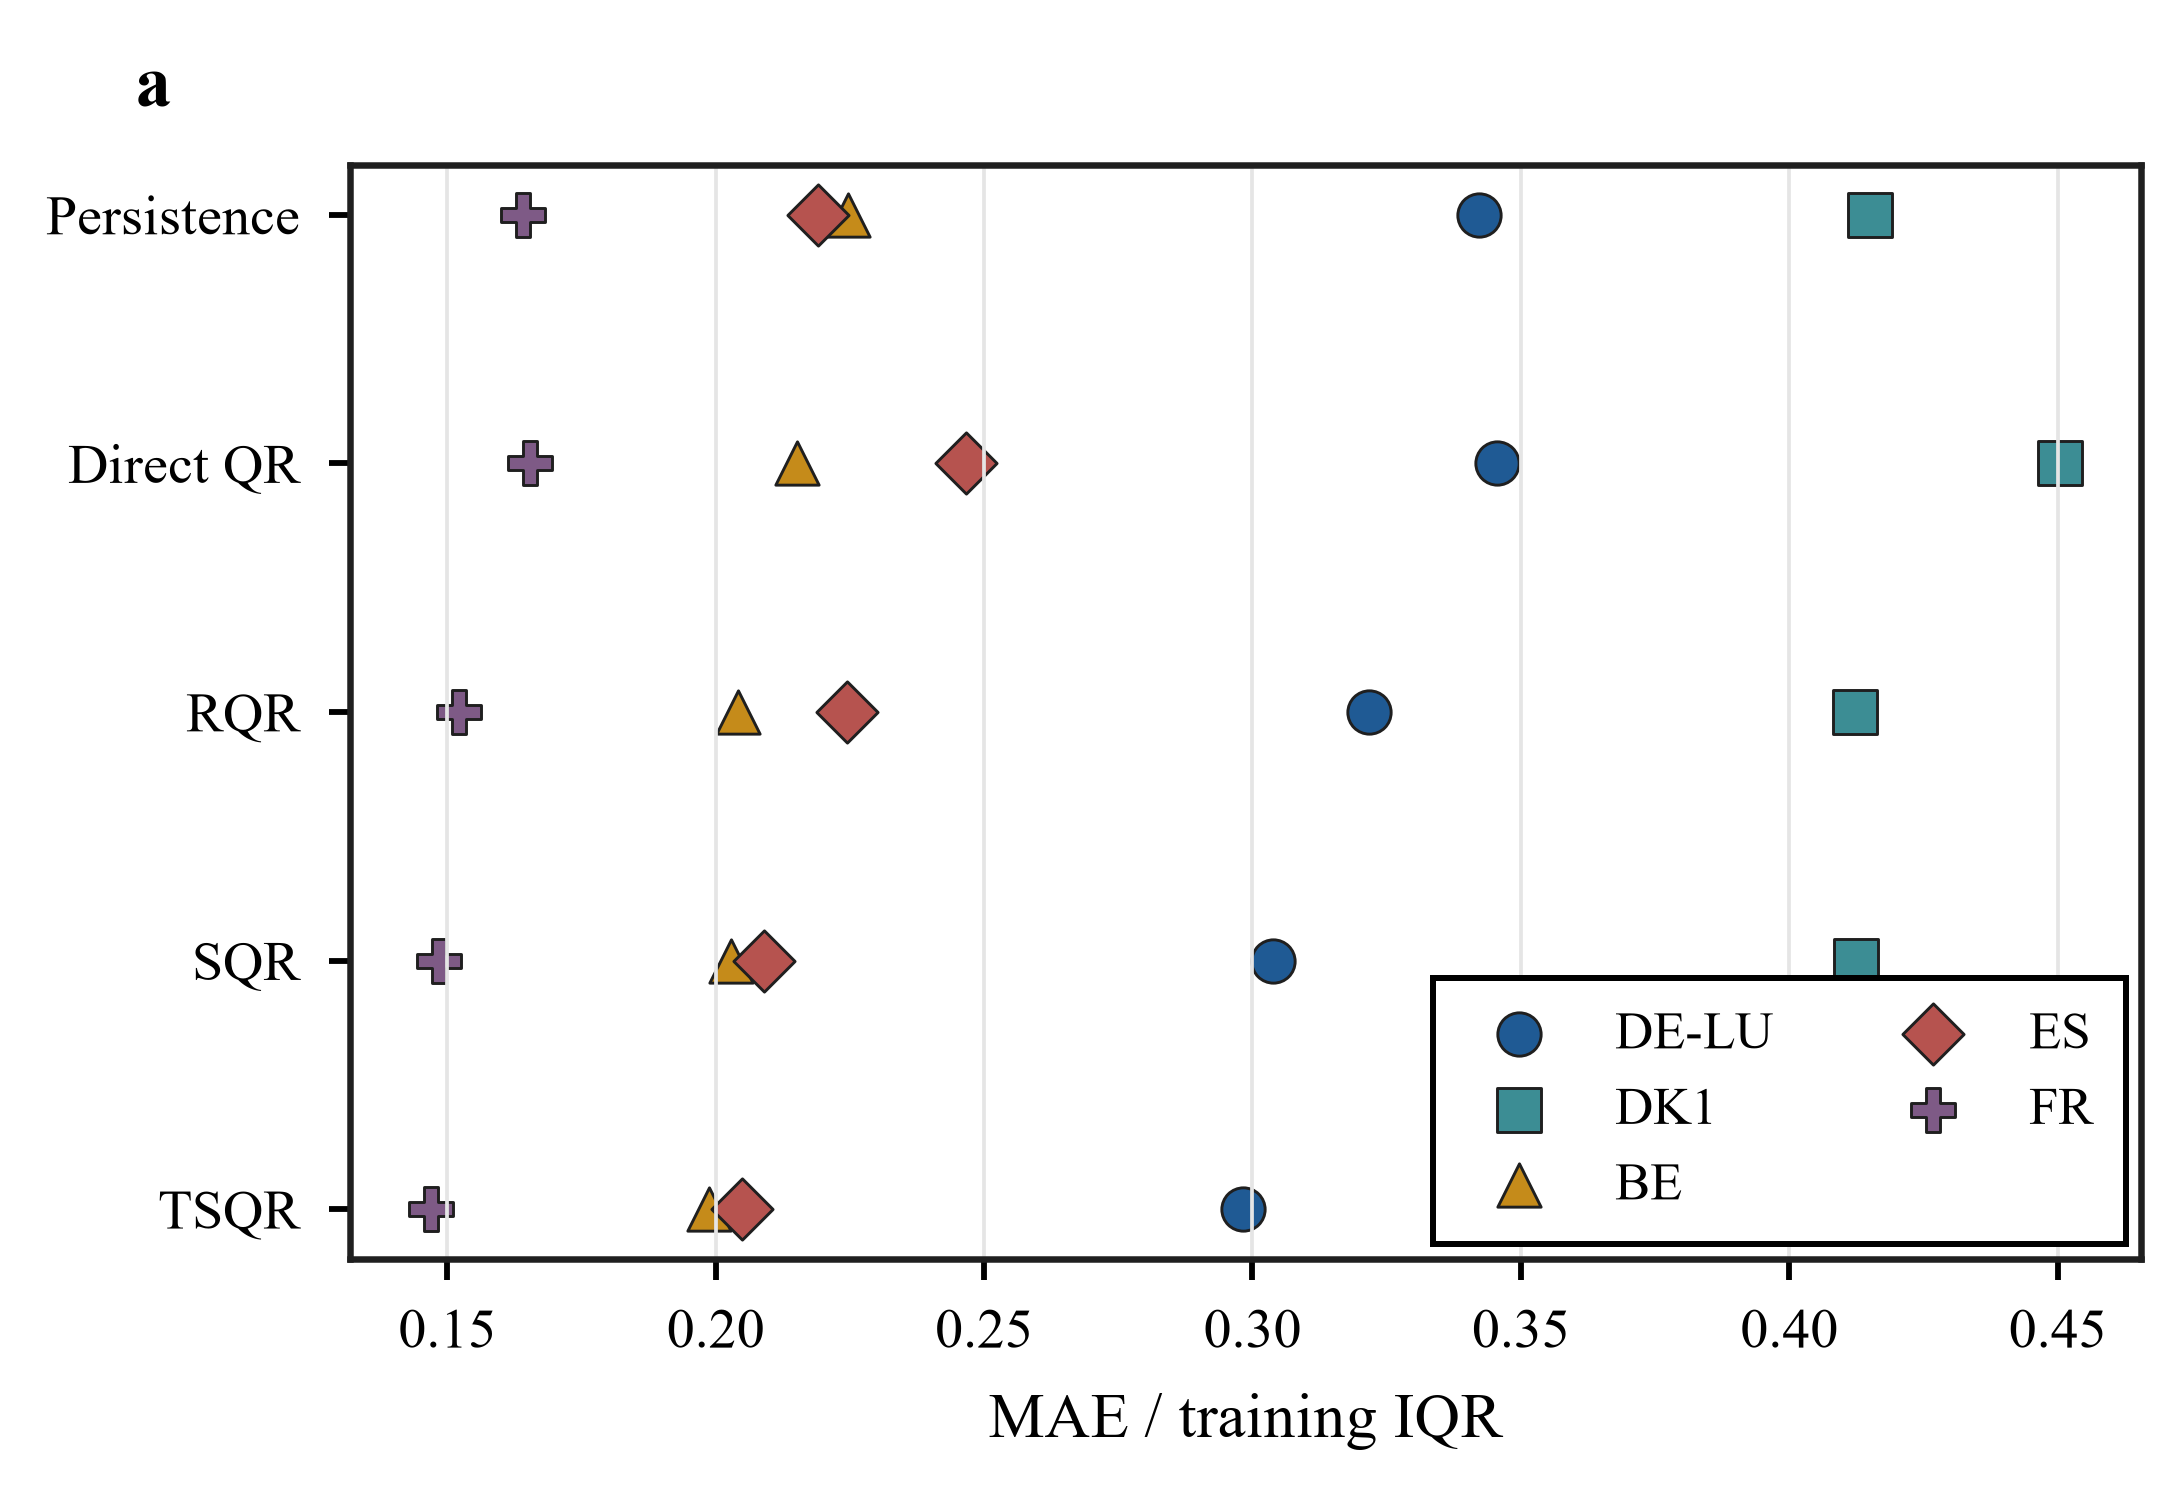 a
Persistence
Direct QR
RQR
SQR
TSQR
DE-LU
DK1
BE
ES
FR
0.15 0.20 0.25 0.30 0.35 0.40 0.45
MAE / training IQR